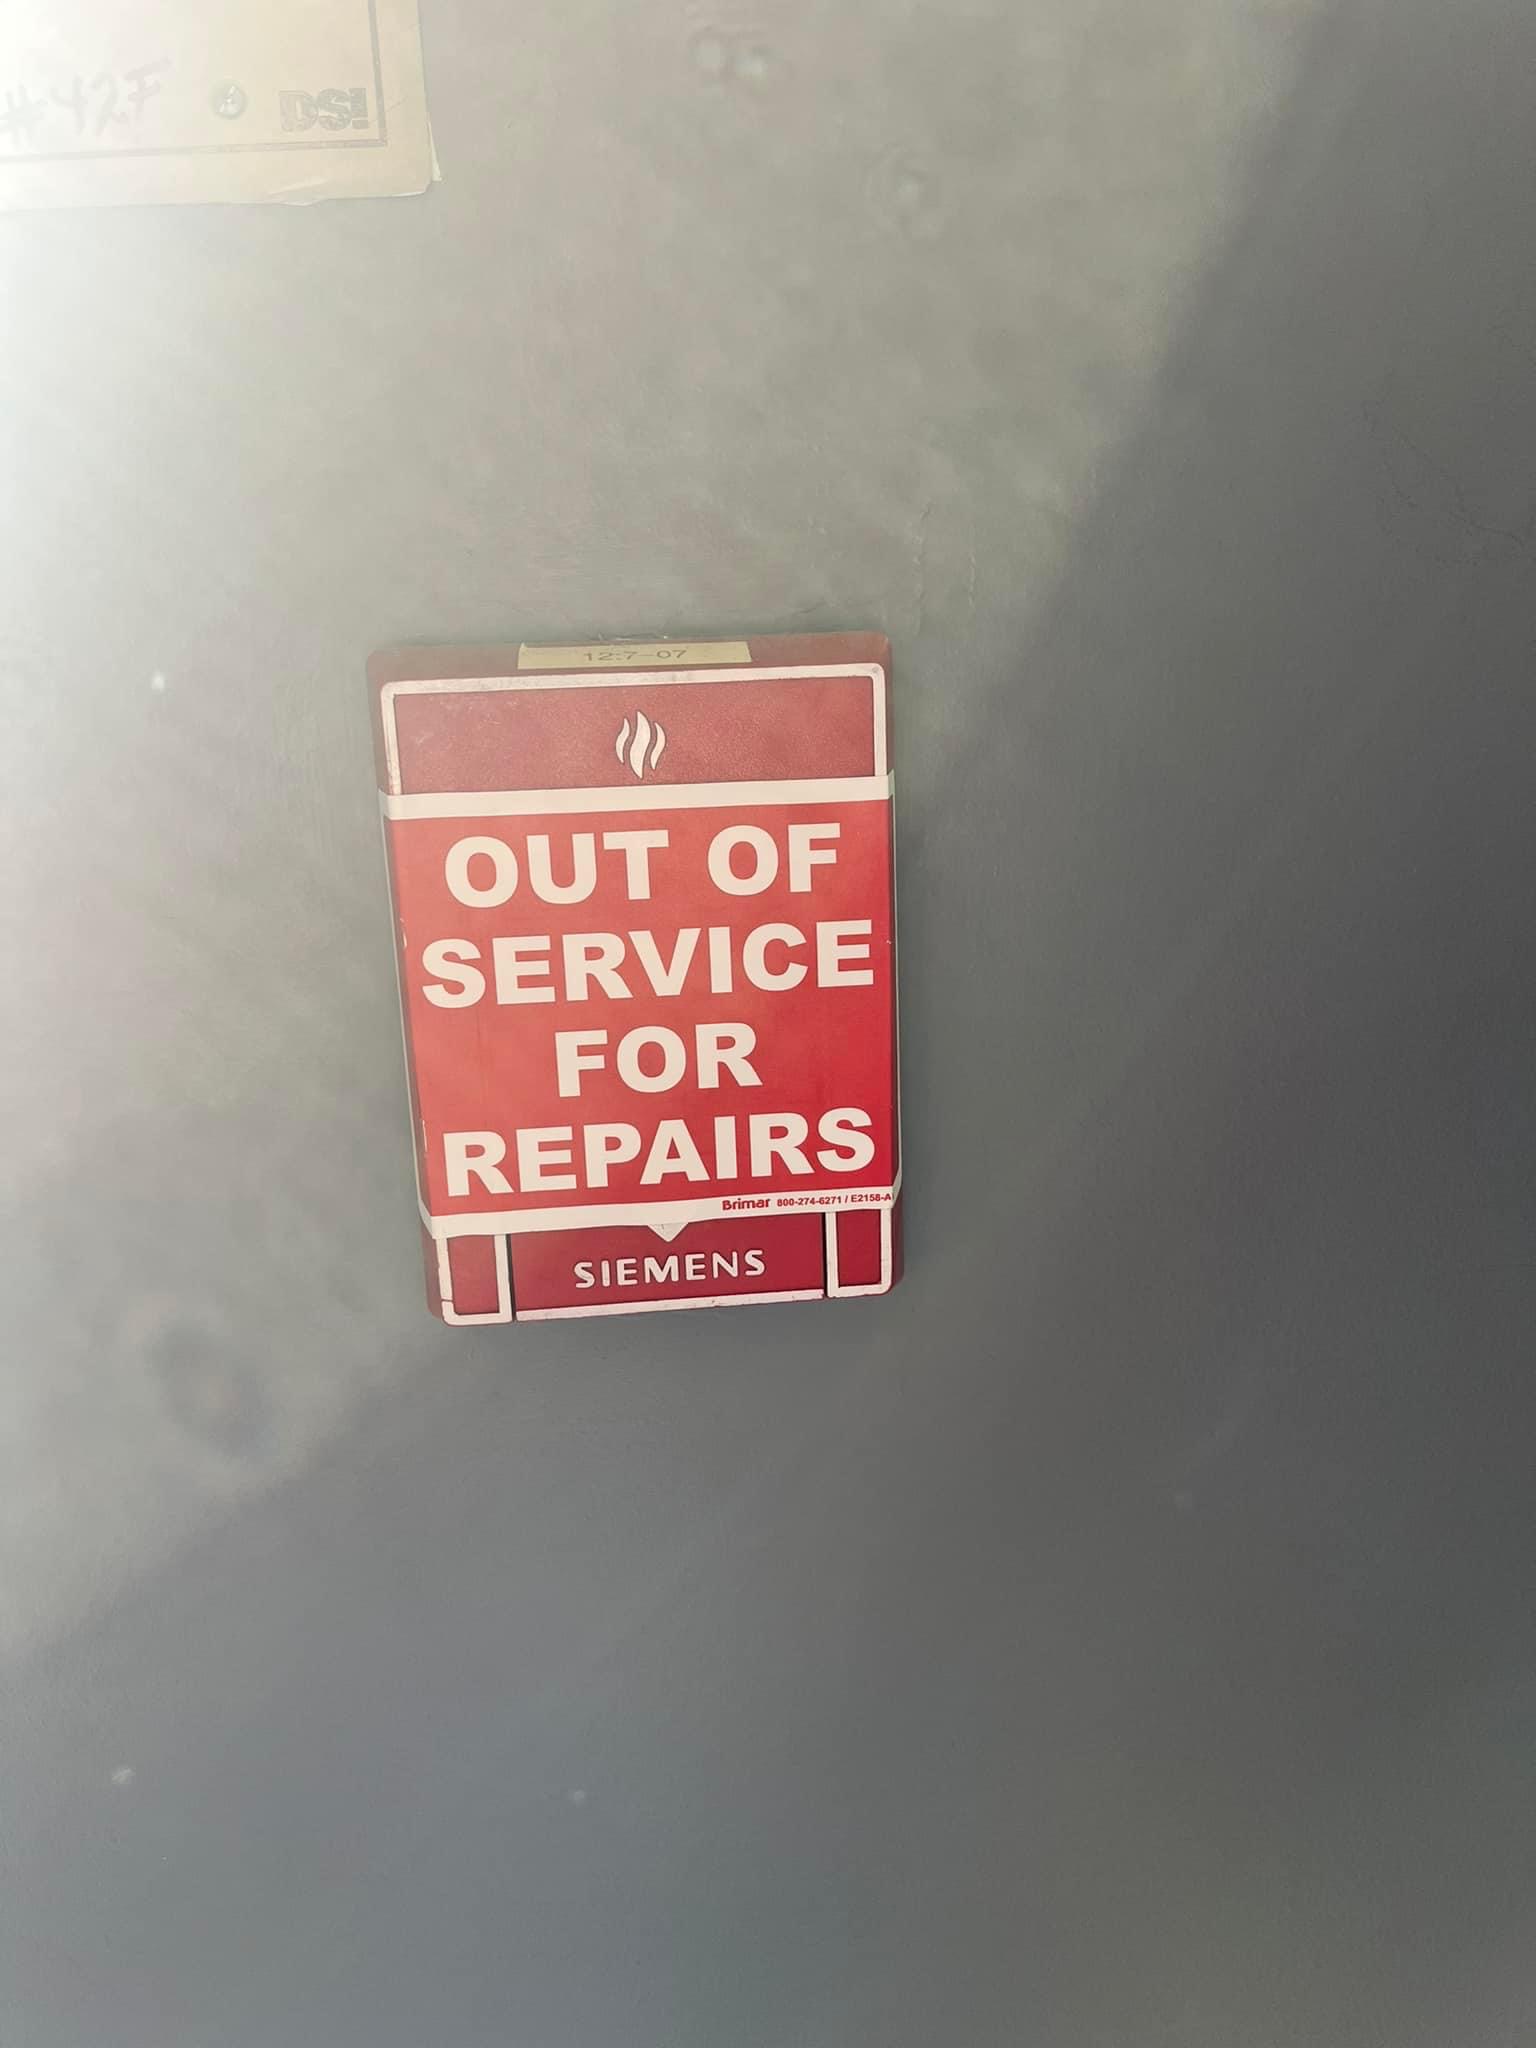 #42F
DSI
12:7-07
OUT OF
SERVICE
FOR
REPAIRS
Brimar 800-274-6271 / E2158-A
SIEMENS